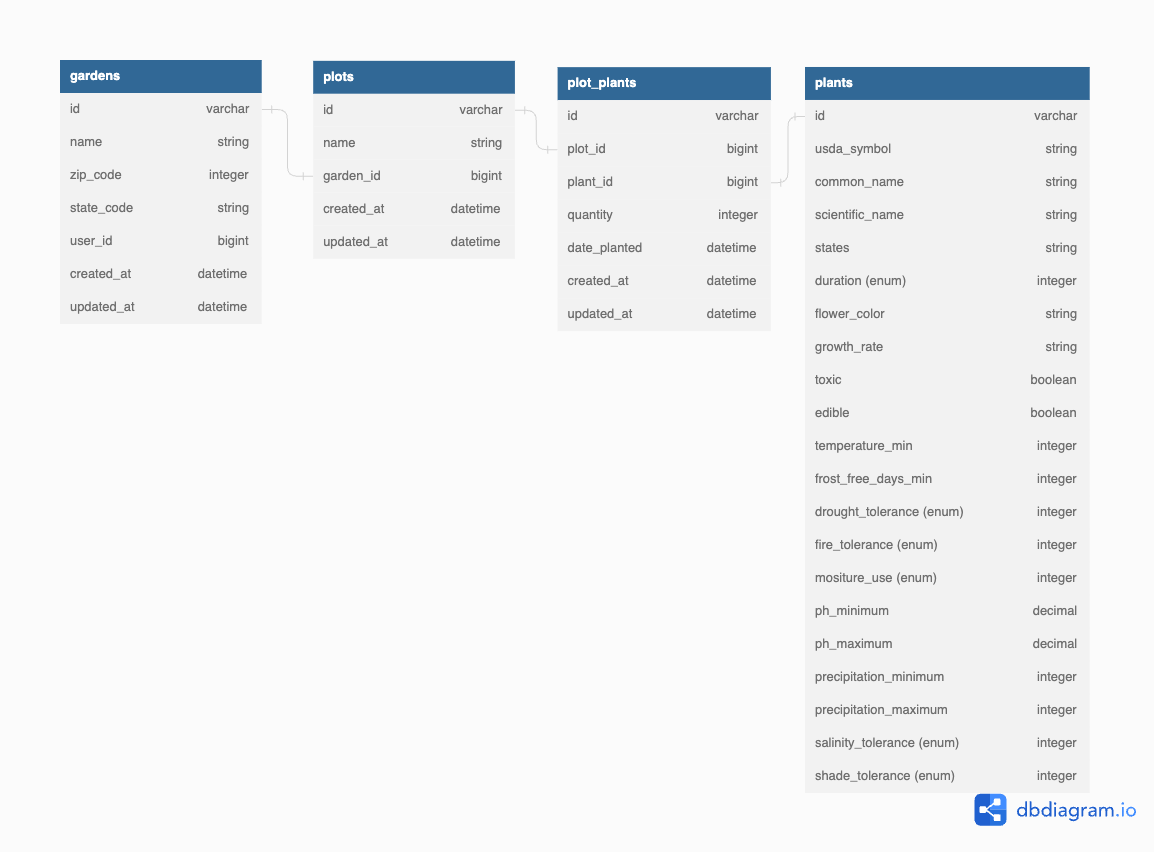 gardens
id varchar
name string
zip_code integer
state_code string
user_id bigint
created_at datetime
updated_at datetime
plots
id varchar
name string
garden_id bigint
created_at datetime
updated_at datetime
plot_plants
id varchar
plot_id bigint
plant_id bigint
quantity integer
date_planted datetime
created_at datetime
updated_at datetime
plants
id varchar
usda_symbol string
common_name string
scientific_name string
states string
duration (enum) integer
flower_color string
growth_rate string
toxic boolean
edible boolean
temperature_min integer
frost_free_days_min integer
drought_tolerance (enum) integer
fire_tolerance (enum) integer
mositure_use (enum) integer
ph_minimum decimal
ph_maximum decimal
precipitation_minimum integer
precipitation_maximum integer
salinity_tolerance (enum) integer
shade_tolerance (enum) integer
dbdiagram.io